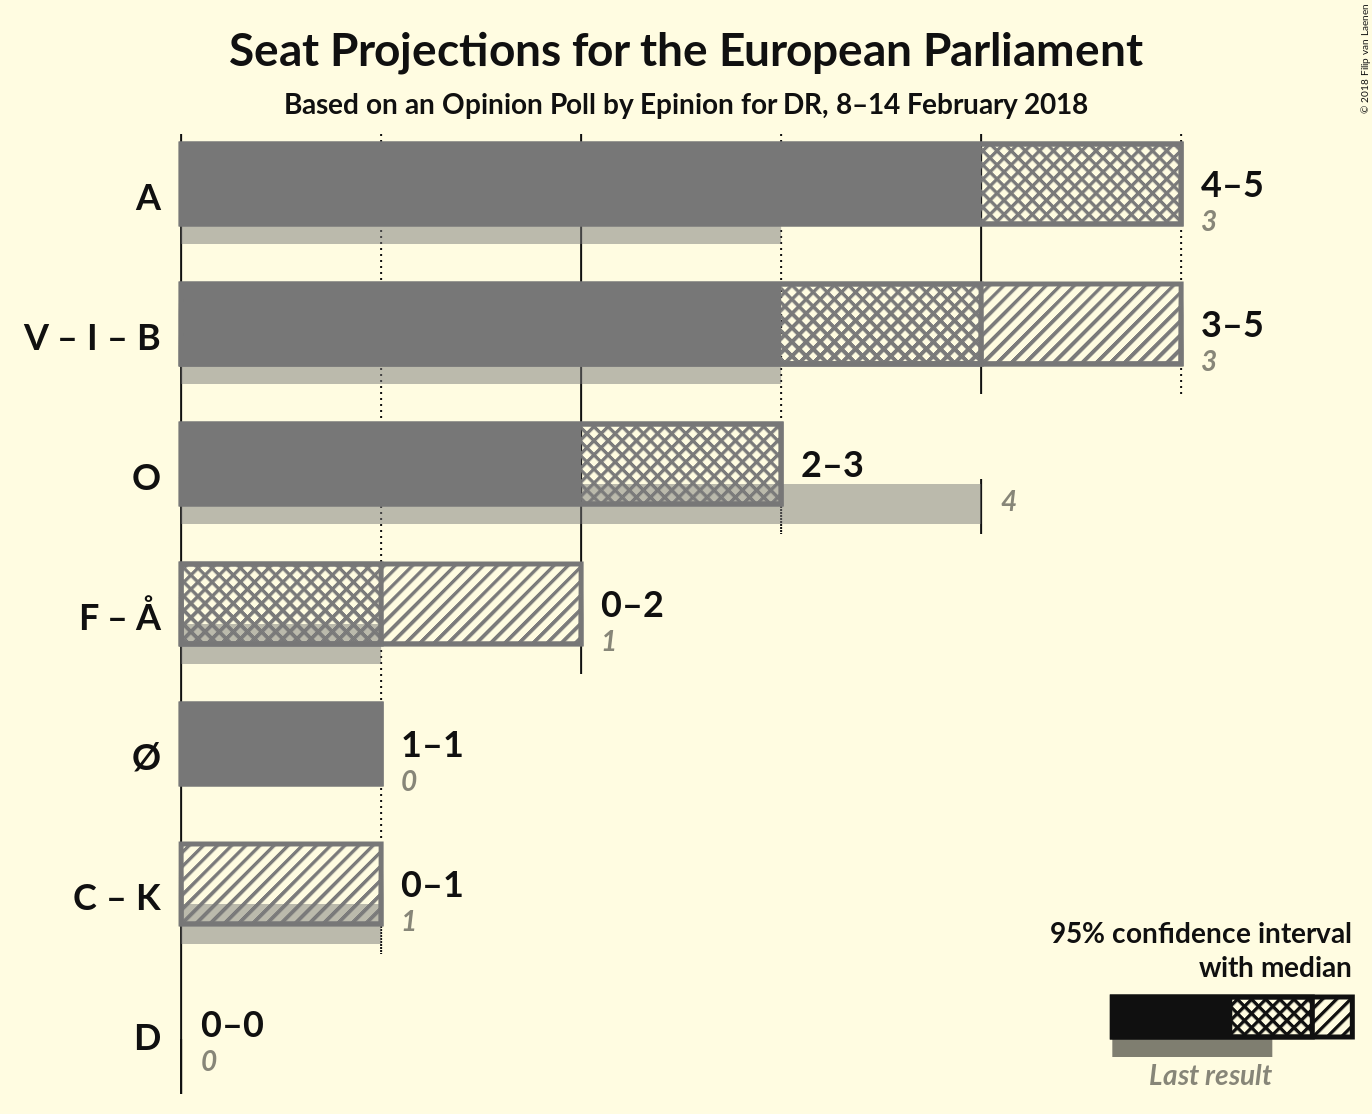 Seat Projections for the European Parliament
Based on an Opinion Poll by Epinion for DR, 8–14 February 2018
© 2018 Filip van Laenen
A
4–5
3
V – I – B
3–5
3
O
2–3
4
F – Å
0–2
1
Ø
1–1
0
C – K
0–1
1
D
0–0
0
95% confidence interval
with median
Last result